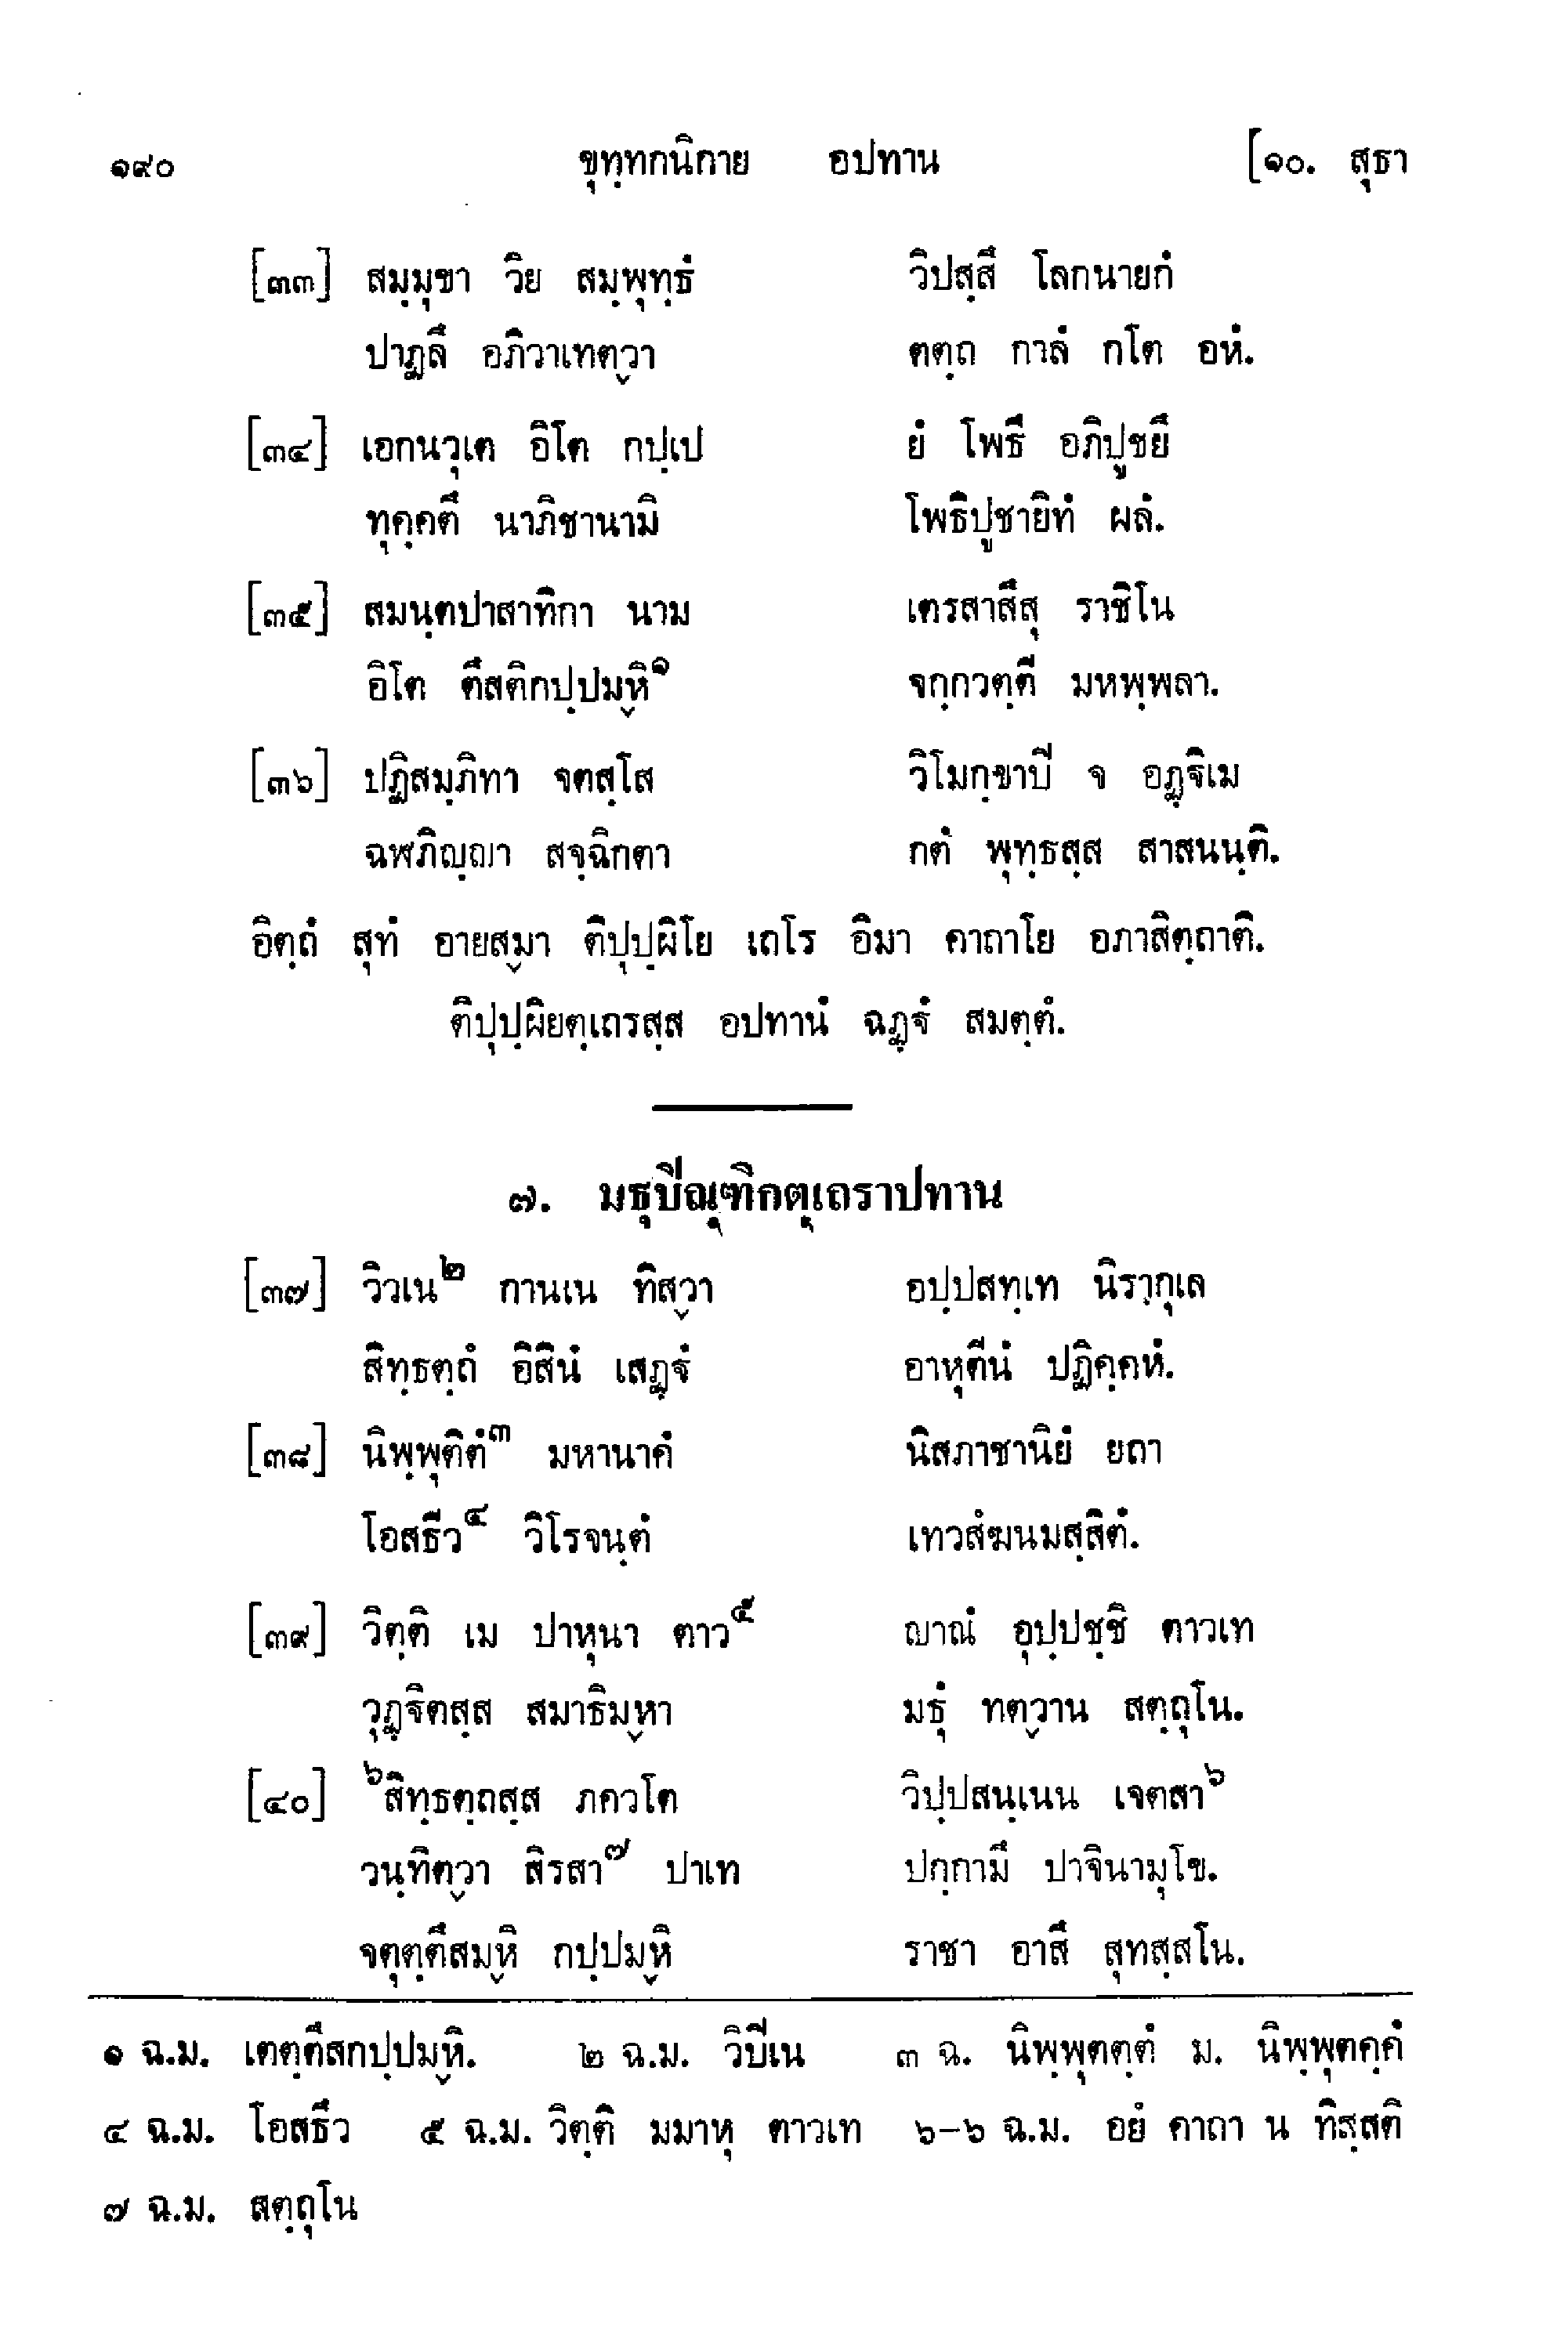 ๑๙๐ ขุทฺทกนิกาย อปทาน [๑๐. สุธา
[๓๓] สมฺมุขา วิย สมฺพุทฺธํ วิปสฺสึ โลกนายกํ
ปาฏลึ อภิวาเทตฺวา ตตฺถ กาลํ กโต อหํ.
[๓๔] เอกนวุเต อิโต กปฺเป ยํ โพธึ อภิปูชยึ
ทุคฺคตึ นาภิชานามิ โพธิปูชายิทํ ผลํ.
[๓๕] สมนฺตปาสาทิกา นาม เตรสาสึสุ ราชิโน
อิโต ตึสติกปฺปมฺหิ๑ จกฺกวตฺตี มหพฺพลา.
[๓๖] ปฏิสมฺภิทา จตสฺโส วิโมกฺขาปิ จ อฏฺฐิเม
ฉฬภิญฺญา สจฺฉิกตา กตํ พุทฺธสฺส สาสนนฺติ.
อิตฺถํ สุทํ อายสฺมา ติปุปฺผิโย เถโร อิมา คาถาโย อภาสิตฺถาติ.
ติปุปฺผิยตฺเถรสฺส อปทานํ ฉฏฺฐํ สมตฺตํ.
๗. มธุปิณฺฑิกตฺเถราปทาน
[๓๗] วิวเน๒ กานเน ทิสฺวา อปฺปสทฺเท นิรากุเล
สิทฺธตฺถํ อิสินํ เสฏฺฐํ อาหุตีนํ ปฏิคฺคหํ.
[๓๘] นิพฺพุติตํ๓ มหานาคํ นิสภาชานิยํ ยถา
โอสธีว๔ วิโรจนฺตํ เทวสํฆนมสฺสิตํ.
[๓๙] วิตฺติ เม ปาหุนา ตาว๕ ญาณํ อุปฺปชฺชิ ตาวเท
วุฏฺฐิตสฺส สมาธิมฺหา มธุํ ทตฺวาน สตฺถุโน.
[๔๐] ๖สิทฺธตฺถสฺส ภควโต วิปฺปสนฺเนน เจตสา๖
วนฺทิตฺวา สิรสา๗ ปาเท ปกฺกามึ ปาจินามุโข.
จตุตฺตึสมฺหิ กปฺปมฺหิ ราชา อาสึ สุทสฺสโน.
๑ ฉ.ม. เตตฺตึสกปฺปมฺหิ. ๒ ฉ.ม. วิปิเน ๓ ฉ. นิพฺพุตตฺตํ ม. นิพฺพุตคฺคํ
๔ ฉ.ม. โอสธึว ๕ ฉ.ม. วิตฺติ มมาหุ ตาวเท ๖-๖ ฉ.ม. อยํ คาถา น ทิสฺสติ
๗ ฉ.ม. สตฺถุโน